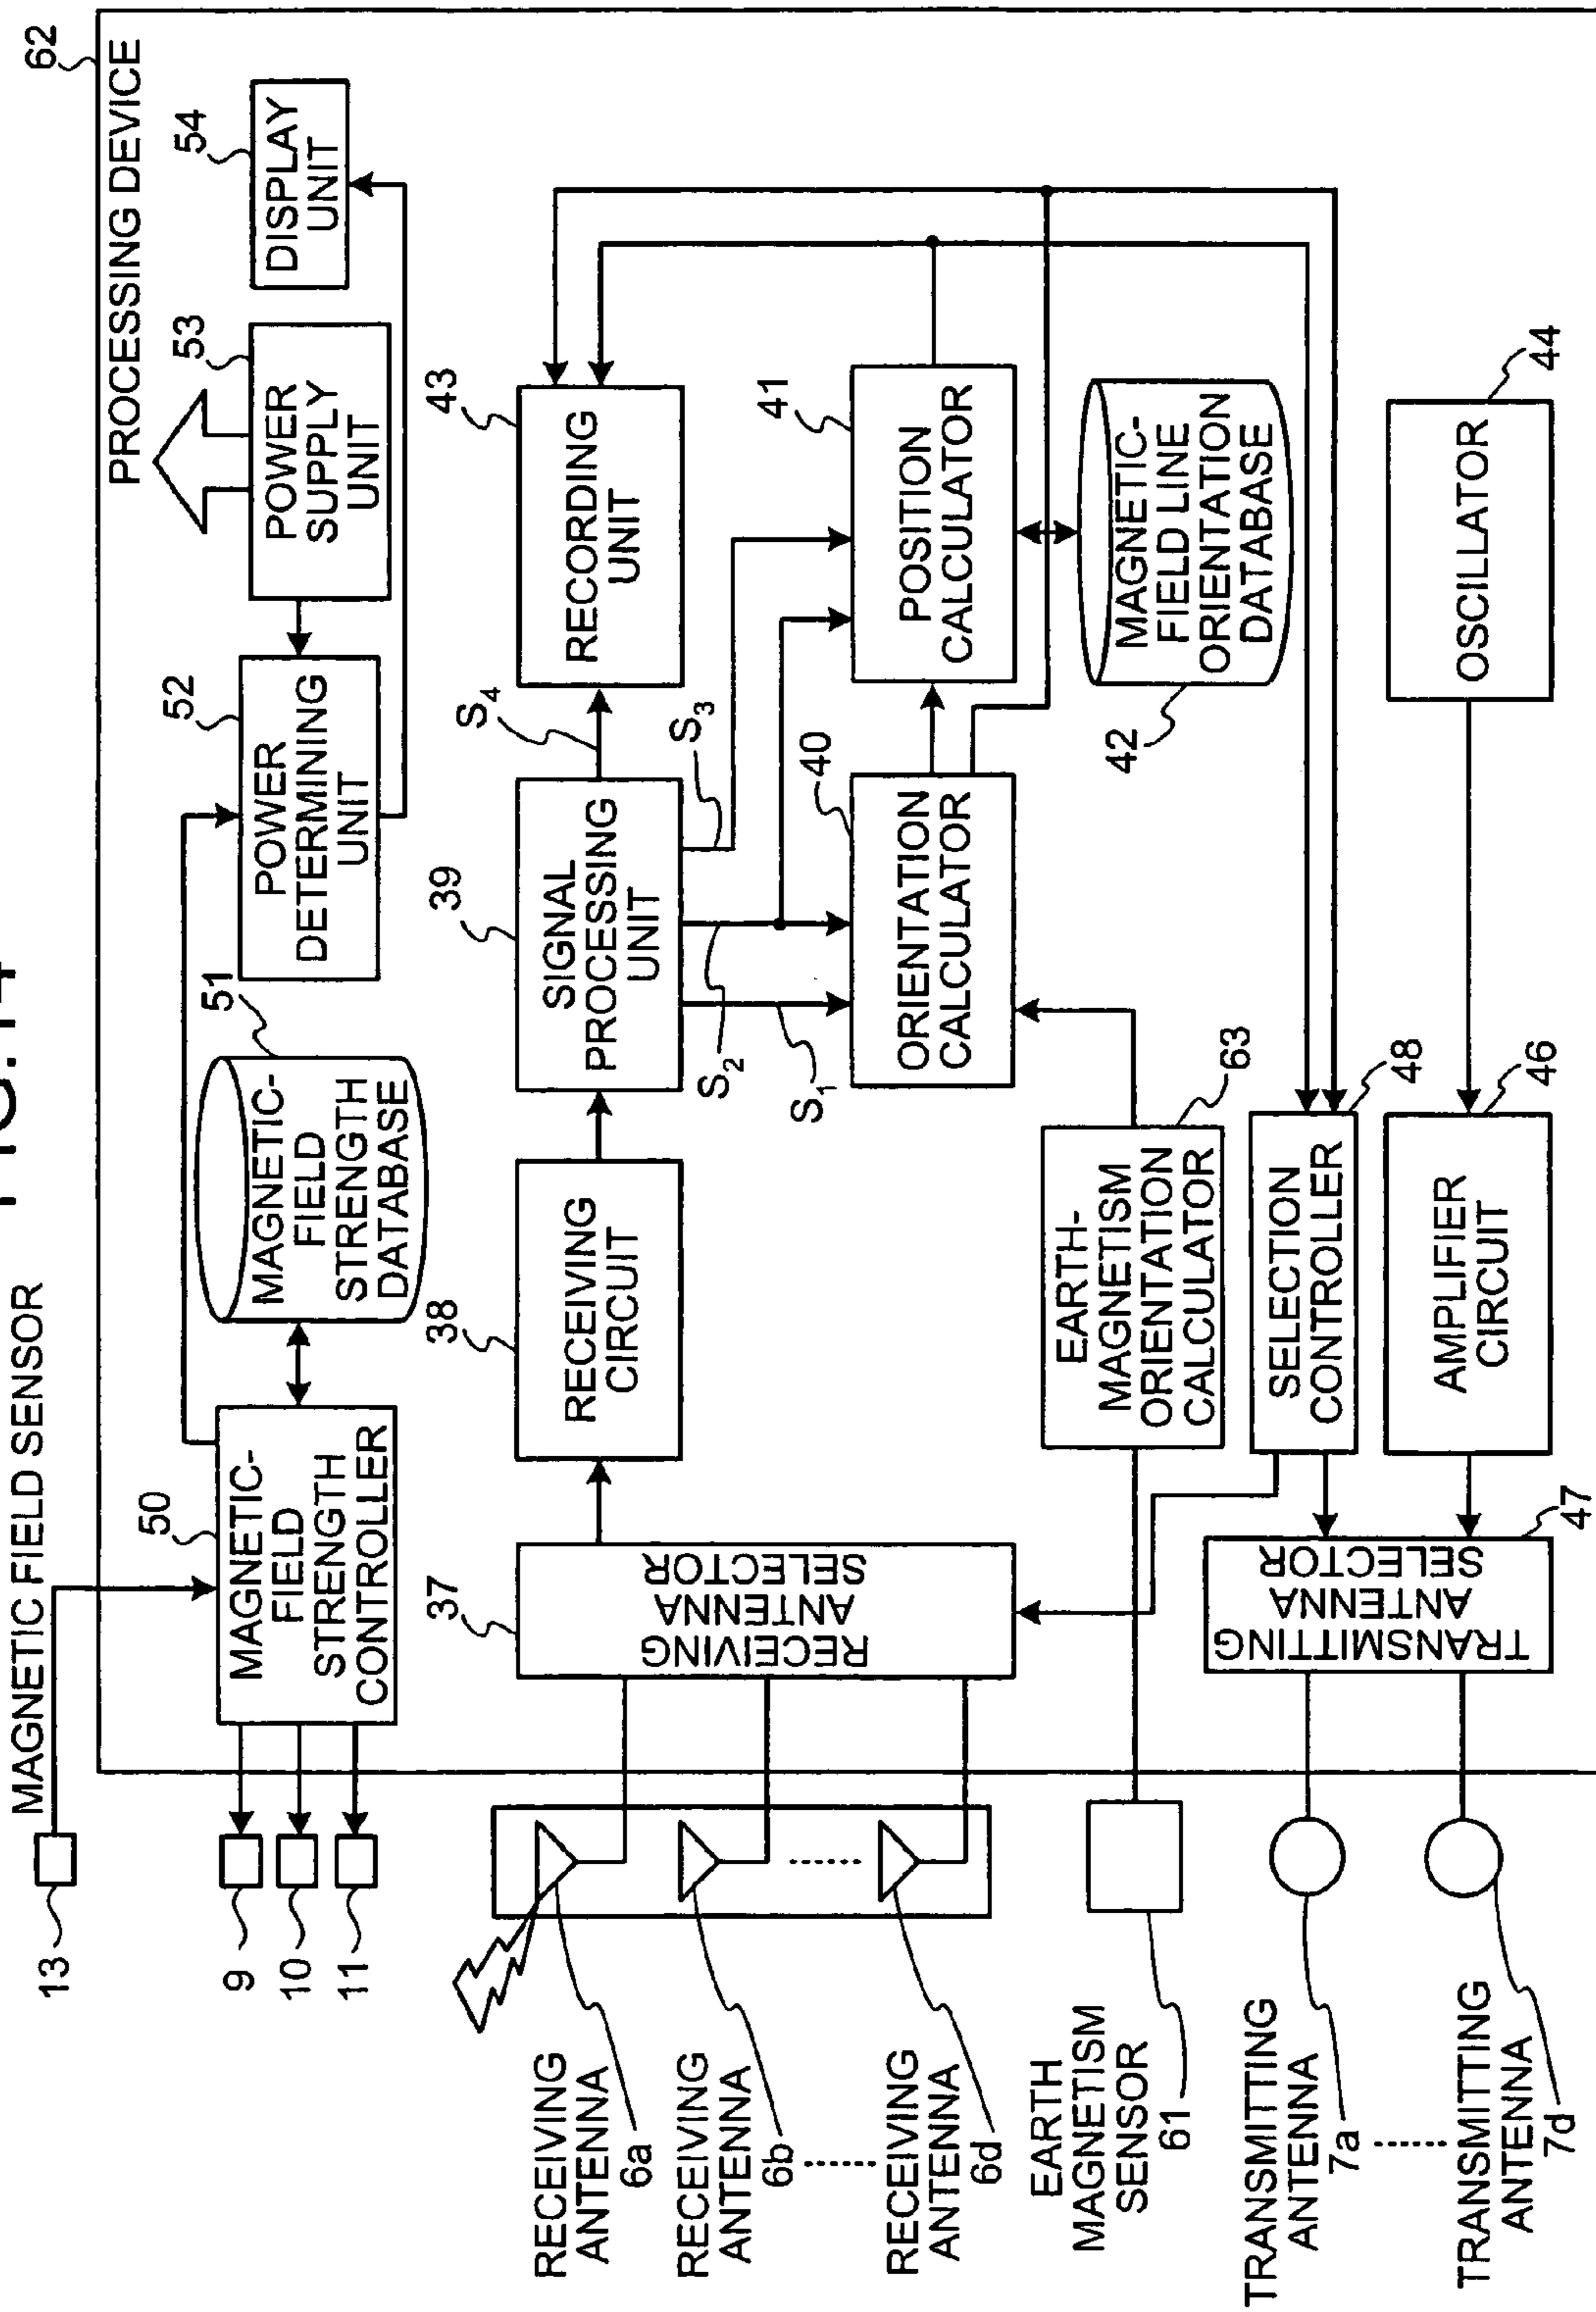 FIG.14
62
PROCESSING DEVICE
MAGNETIC FIELD SENSOR
13
9
10
11
50
MAGNETIC-
FIELD
STRENGTH
CONTROLLER
51
MAGNETIC-
FIELD
STRENGTH
DATABASE
52
POWER
DETERMINING
UNIT
53
POWER
SUPPLY
UNIT
54
DISPLAY
UNIT
RECEIVING
ANTENNA
6a
RECEIVING
ANTENNA
6b
RECEIVING
ANTENNA
6d
37
RECEIVING
ANTENNA
SELECTOR
38
RECEIVING
CIRCUIT
39
SIGNAL
PROCESSING
UNIT
S4
S3
S2
S1
43
RECORDING
UNIT
40
ORIENTATION
CALCULATOR
41
POSITION
CALCULATOR
42
MAGNETIC-
FIELD LINE
ORIENTATION
DATABASE
EARTH
MAGNETISM
SENSOR
61
63
EARTH-
MAGNETISM
ORIENTATION
CALCULATOR
48
SELECTION
CONTROLLER
TRANSMITTING
ANTENNA
7a
TRANSMITTING
ANTENNA
7d
47
TRANSMITTING
ANTENNA
SELECTOR
46
AMPLIFIER
CIRCUIT
44
OSCILLATOR